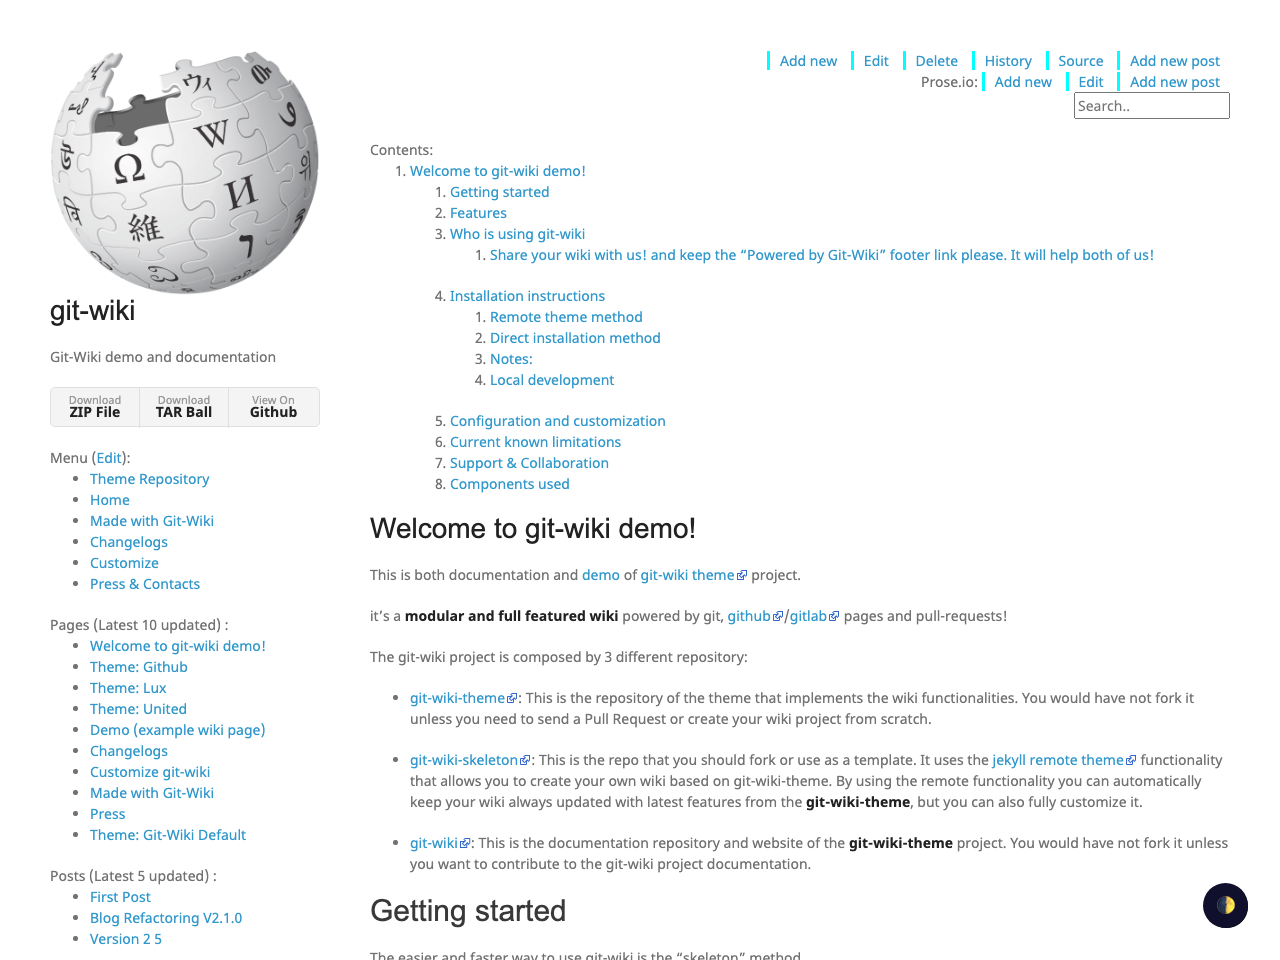 Add new Edit Delete History Source Add new post
Prose.io: Add new Edit Add new post
Search..
Ω W И 維 ウィ 7
git-wiki
Git-Wiki demo and documentation
Download ZIP File
Download TAR Ball
View On Github
Menu (Edit):
Theme Repository
Home
Made with Git-Wiki
Changelogs
Customize
Press & Contacts
Pages (Latest 10 updated) :
Welcome to git-wiki demo!
Theme: Github
Theme: Lux
Theme: United
Demo (example wiki page)
Changelogs
Customize git-wiki
Made with Git-Wiki
Press
Theme: Git-Wiki Default
Posts (Latest 5 updated) :
First Post
Blog Refactoring V2.1.0
Version 2 5
Contents:
1. Welcome to git-wiki demo!
1. Getting started
2. Features
3. Who is using git-wiki
1. Share your wiki with us! and keep the “Powered by Git-Wiki” footer link please. It will help both of us!
4. Installation instructions
1. Remote theme method
2. Direct installation method
3. Notes:
4. Local development
5. Configuration and customization
6. Current known limitations
7. Support & Collaboration
8. Components used
Welcome to git-wiki demo!
This is both documentation and demo of git-wiki theme project.
it’s a modular and full featured wiki powered by git, github/gitlab pages and pull-requests!
The git-wiki project is composed by 3 different repository:
git-wiki-theme: This is the repository of the theme that implements the wiki functionalities. You would have not fork it
unless you need to send a Pull Request or create your wiki project from scratch.
git-wiki-skeleton: This is the repo that you should fork or use as a template. It uses the jekyll remote theme functionality
that allows you to create your own wiki based on git-wiki-theme. By using the remote functionality you can automatically
keep your wiki always updated with latest features from the git-wiki-theme, but you can also fully customize it.
git-wiki: This is the documentation repository and website of the git-wiki-theme project. You would have not fork it unless
you want to contribute to the git-wiki project documentation.
Getting started
The easier and faster way to use git-wiki is the “skeleton” method.